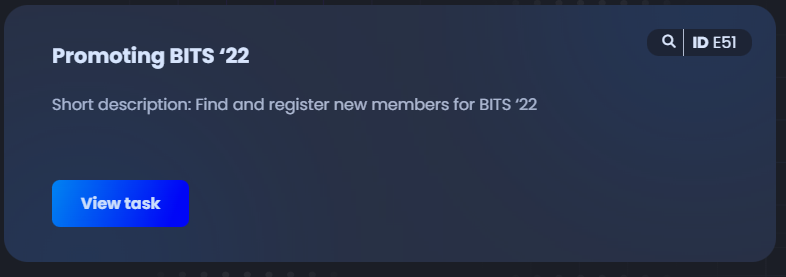 Promoting BITS ‘22
ID E51
Short description: Find and register new members for BITS ‘22
View task